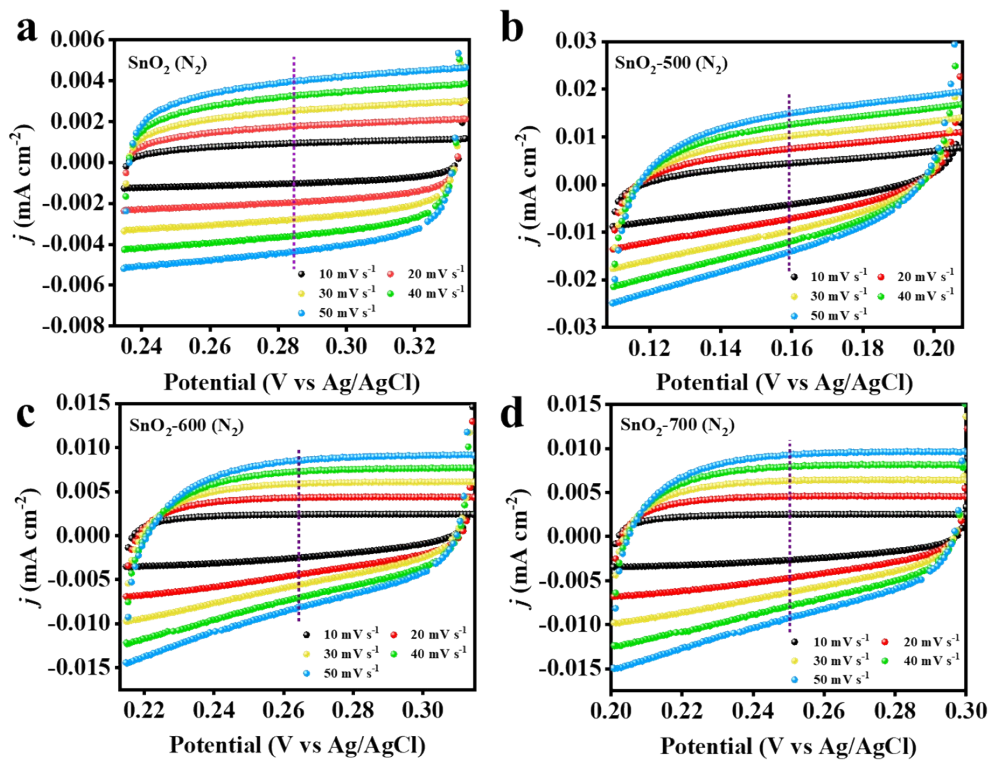 a
SnO₂ (N₂)
0.006
0.004
0.002
0.000
-0.002
-0.004
-0.006
-0.008
j (mA cm⁻²)
10 mV s⁻¹ 20 mV s⁻¹
30 mV s⁻¹ 40 mV s⁻¹
50 mV s⁻¹
0.24 0.26 0.28 0.30 0.32
Potential (V vs Ag/AgCl)
b
SnO₂-500 (N₂)
0.03
0.02
0.01
0.00
-0.01
-0.02
-0.03
j (mA cm⁻²)
10 mV s⁻¹ 20 mV s⁻¹
30 mV s⁻¹ 40 mV s⁻¹
50 mV s⁻¹
0.12 0.14 0.16 0.18 0.20
Potential (V vs Ag/AgCl)
c
SnO₂-600 (N₂)
0.015
0.010
0.005
0.000
-0.005
-0.010
-0.015
j (mA cm⁻²)
10 mV s⁻¹ 20 mV s⁻¹
30 mV s⁻¹ 40 mV s⁻¹
50 mV s⁻¹
0.22 0.24 0.26 0.28 0.30
Potential (V vs Ag/AgCl)
d
SnO₂-700 (N₂)
0.015
0.010
0.005
0.000
-0.005
-0.010
-0.015
j (mA cm⁻²)
10 mV s⁻¹ 20 mV s⁻¹
30 mV s⁻¹ 40 mV s⁻¹
50 mV s⁻¹
0.20 0.22 0.24 0.26 0.28 0.30
Potential (V vs Ag/AgCl)